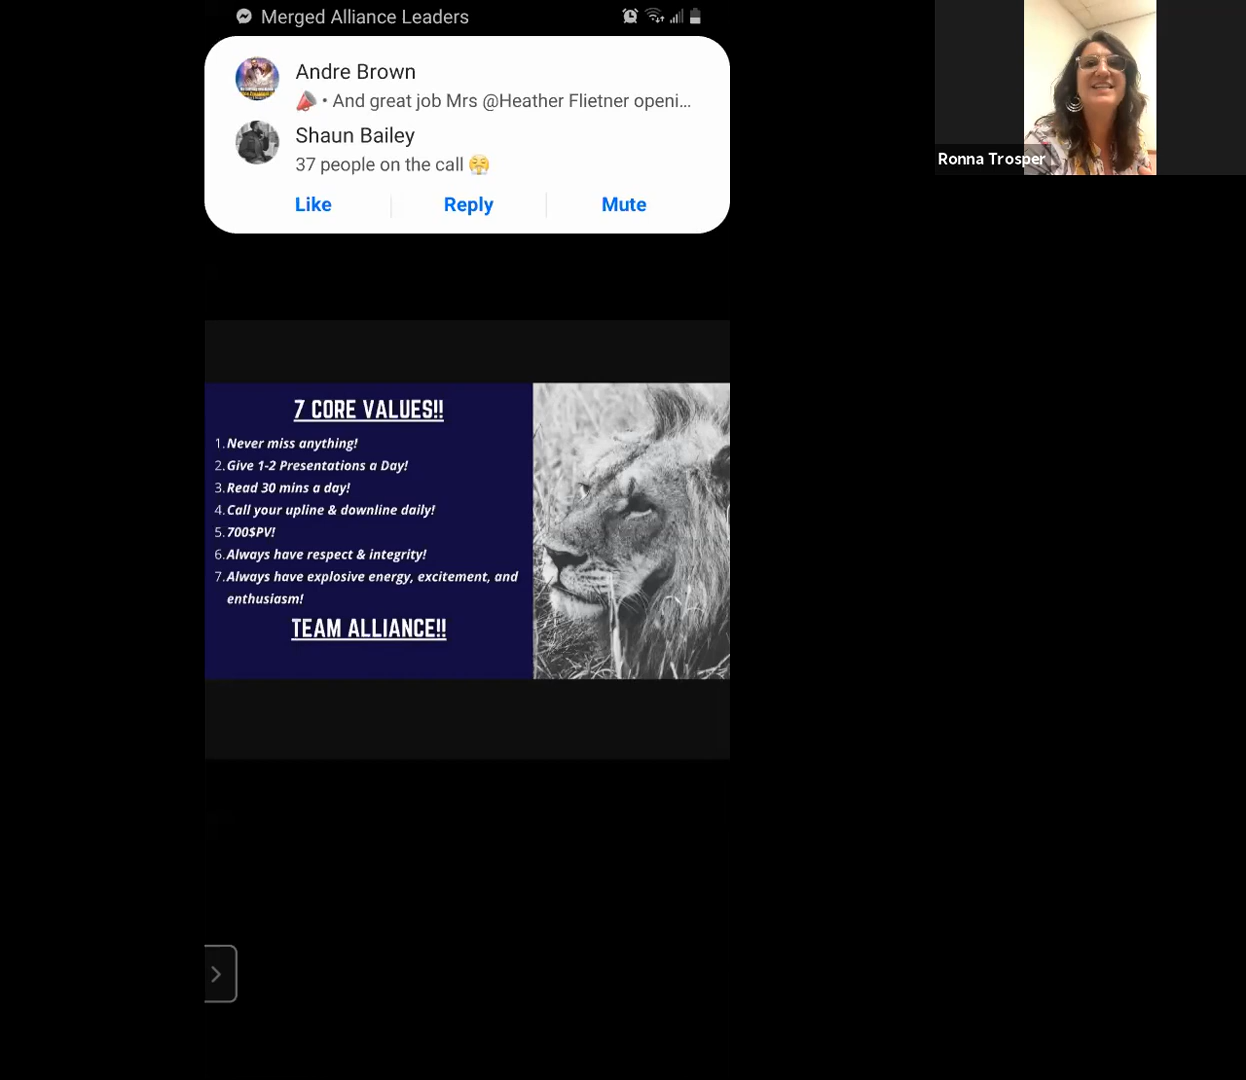 Merged Alliance Leaders
Andre Brown
• And great job Mrs @Heather Flietner openi...
Shaun Bailey
37 people on the call
Like Reply Mute
Ronna Trosper
7 CORE VALUES!!
1. Never miss anything!
2. Give 1-2 Presentations a Day!
3. Read 30 mins a day!
4. Call your upline & downline daily!
5. 700$PV!
6. Always have respect & integrity!
7. Always have explosive energy, excitement, and
enthusiasm!
TEAM ALLIANCE!!